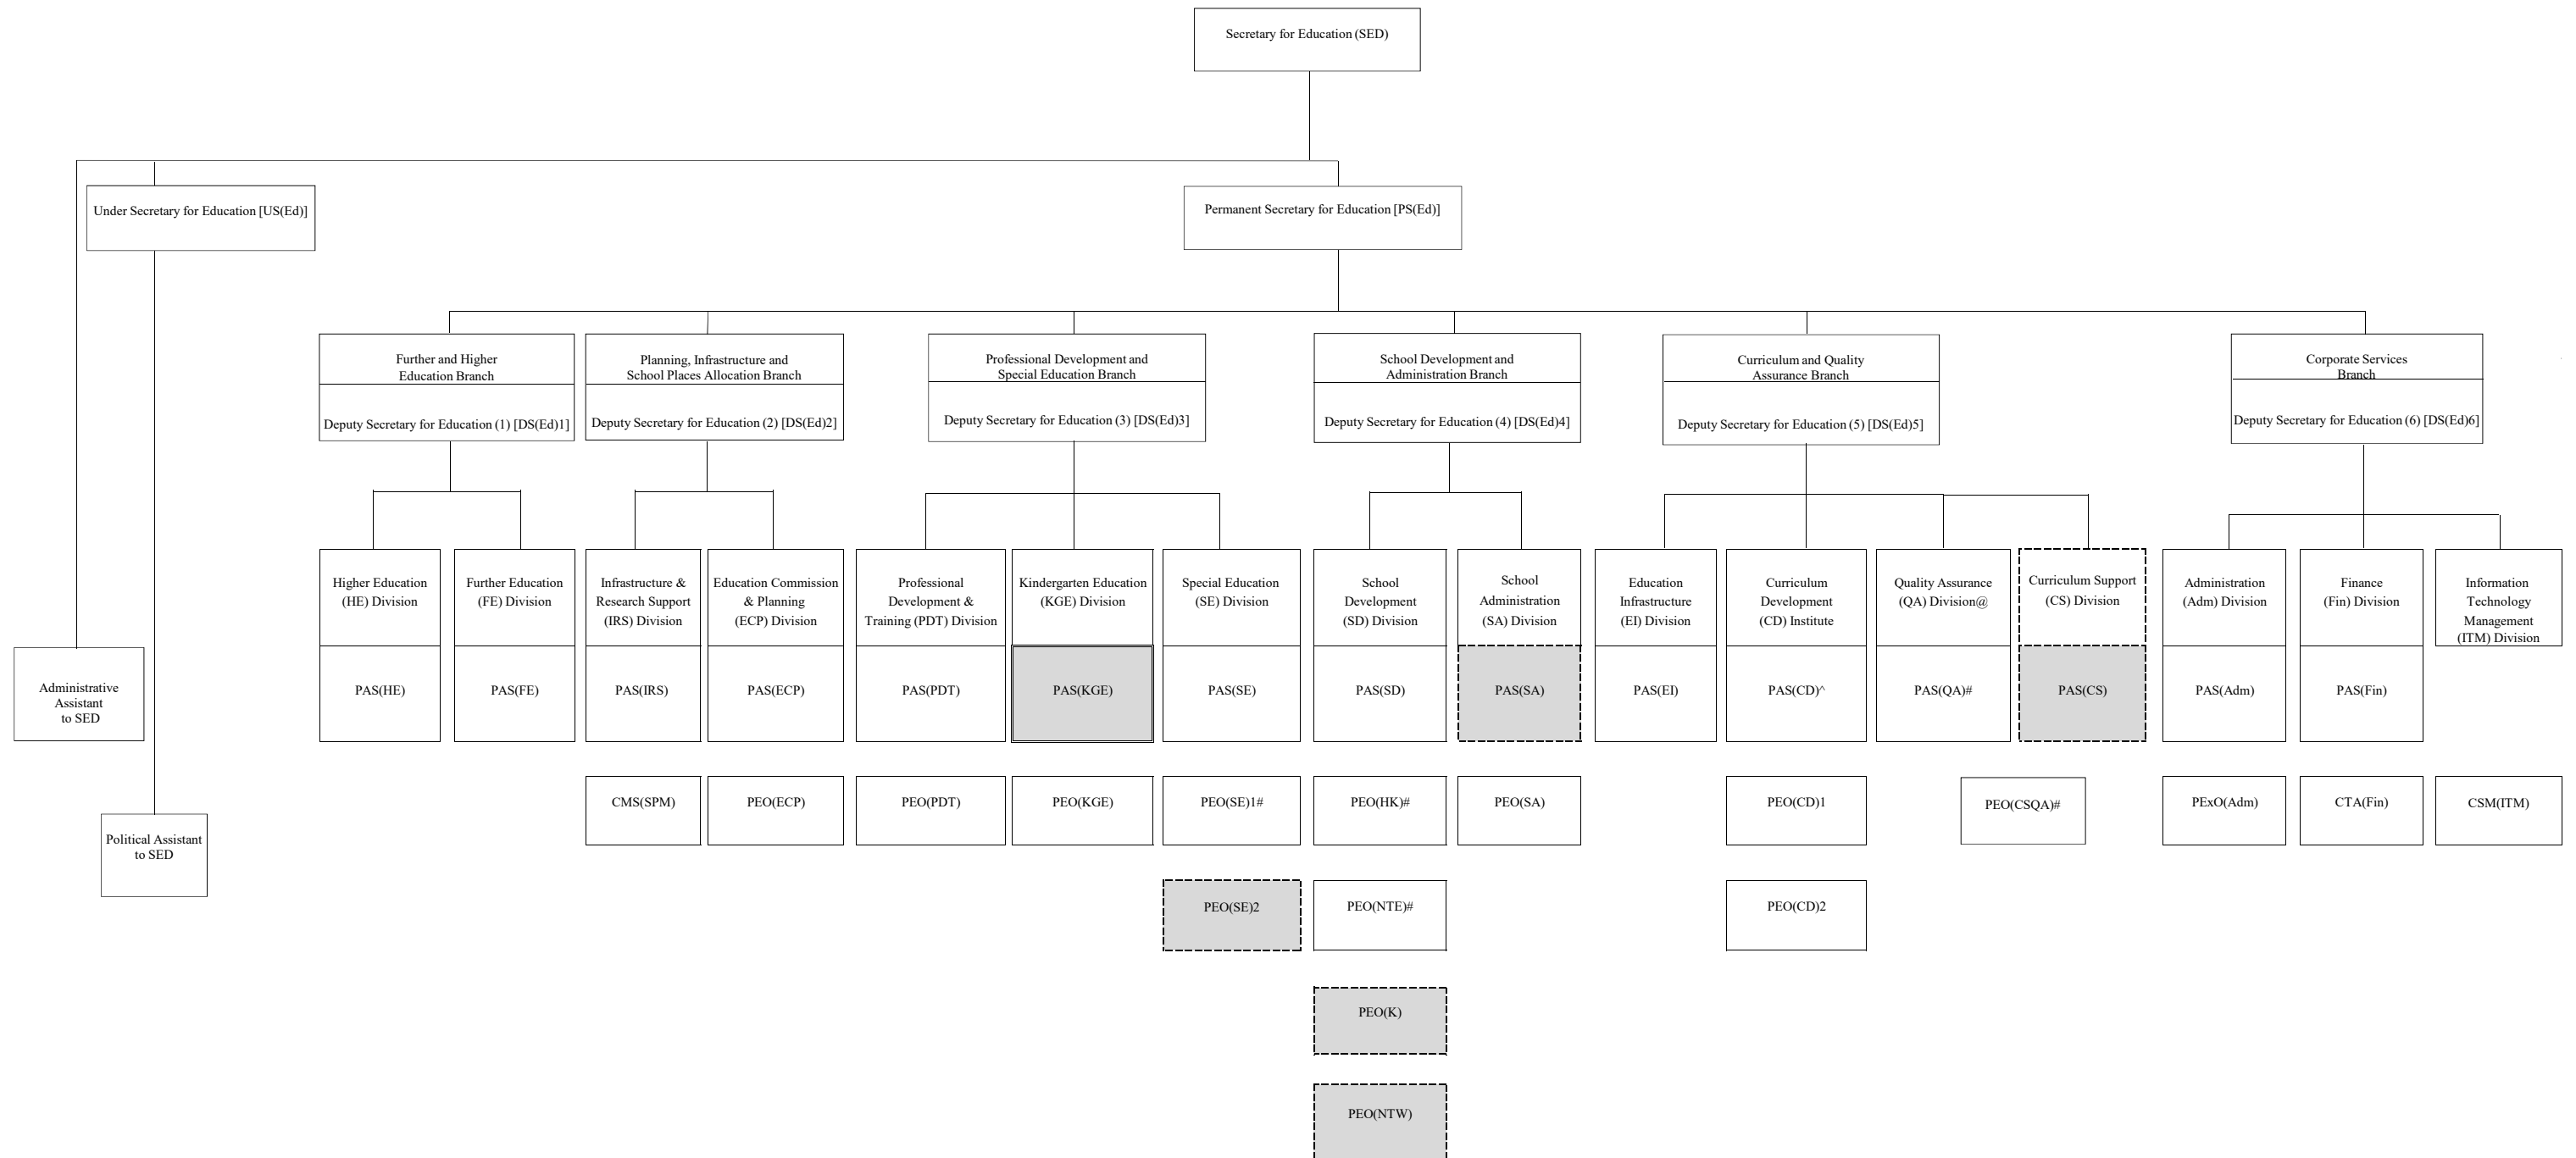 Secretary for Education (SED)
Under Secretary for Education [US(Ed)]
Permanent Secretary for Education [PS(Ed)]
Further and Higher
Education Branch
Deputy Secretary for Education (1) [DS(Ed)1]
Planning, Infrastructure and
School Places Allocation Branch
Deputy Secretary for Education (2) [DS(Ed)2]
Professional Development and
Special Education Branch
Deputy Secretary for Education (3) [DS(Ed)3]
School Development and
Administration Branch
Deputy Secretary for Education (4) [DS(Ed)4]
Curriculum and Quality
Assurance Branch
Deputy Secretary for Education (5) [DS(Ed)5]
Corporate Services
Branch
Deputy Secretary for Education (6) [DS(Ed)6]
Higher Education
(HE) Division
Further Education
(FE) Division
Infrastructure &
Research Support
(IRS) Division
Education Commission
& Planning
(ECP) Division
Professional
Development &
Training (PDT) Division
Kindergarten Education
(KGE) Division
Special Education
(SE) Division
School
Development
(SD) Division
School
Administration
(SA) Division
Education
Infrastructure
(EI) Division
Curriculum
Development
(CD) Institute
Quality Assurance
(QA) Division@
Curriculum Support
(CS) Division
Administration
(Adm) Division
Finance
(Fin) Division
Information
Technology
Management
(ITM) Division
Administrative
Assistant
to SED
PAS(HE)
PAS(FE)
PAS(IRS)
PAS(ECP)
PAS(PDT)
PAS(KGE)
PAS(SE)
PAS(SD)
PAS(SA)
PAS(EI)
PAS(CD)^
PAS(QA)#
PAS(CS)
PAS(Adm)
PAS(Fin)
Political Assistant
to SED
CMS(SPM)
PEO(ECP)
PEO(PDT)
PEO(KGE)
PEO(SE)1#
PEO(HK)#
PEO(SA)
PEO(CD)1
PEO(CSQA)#
PExO(Adm)
CTA(Fin)
CSM(ITM)
PEO(SE)2
PEO(NTE)#
PEO(CD)2
PEO(K)
PEO(NTW)